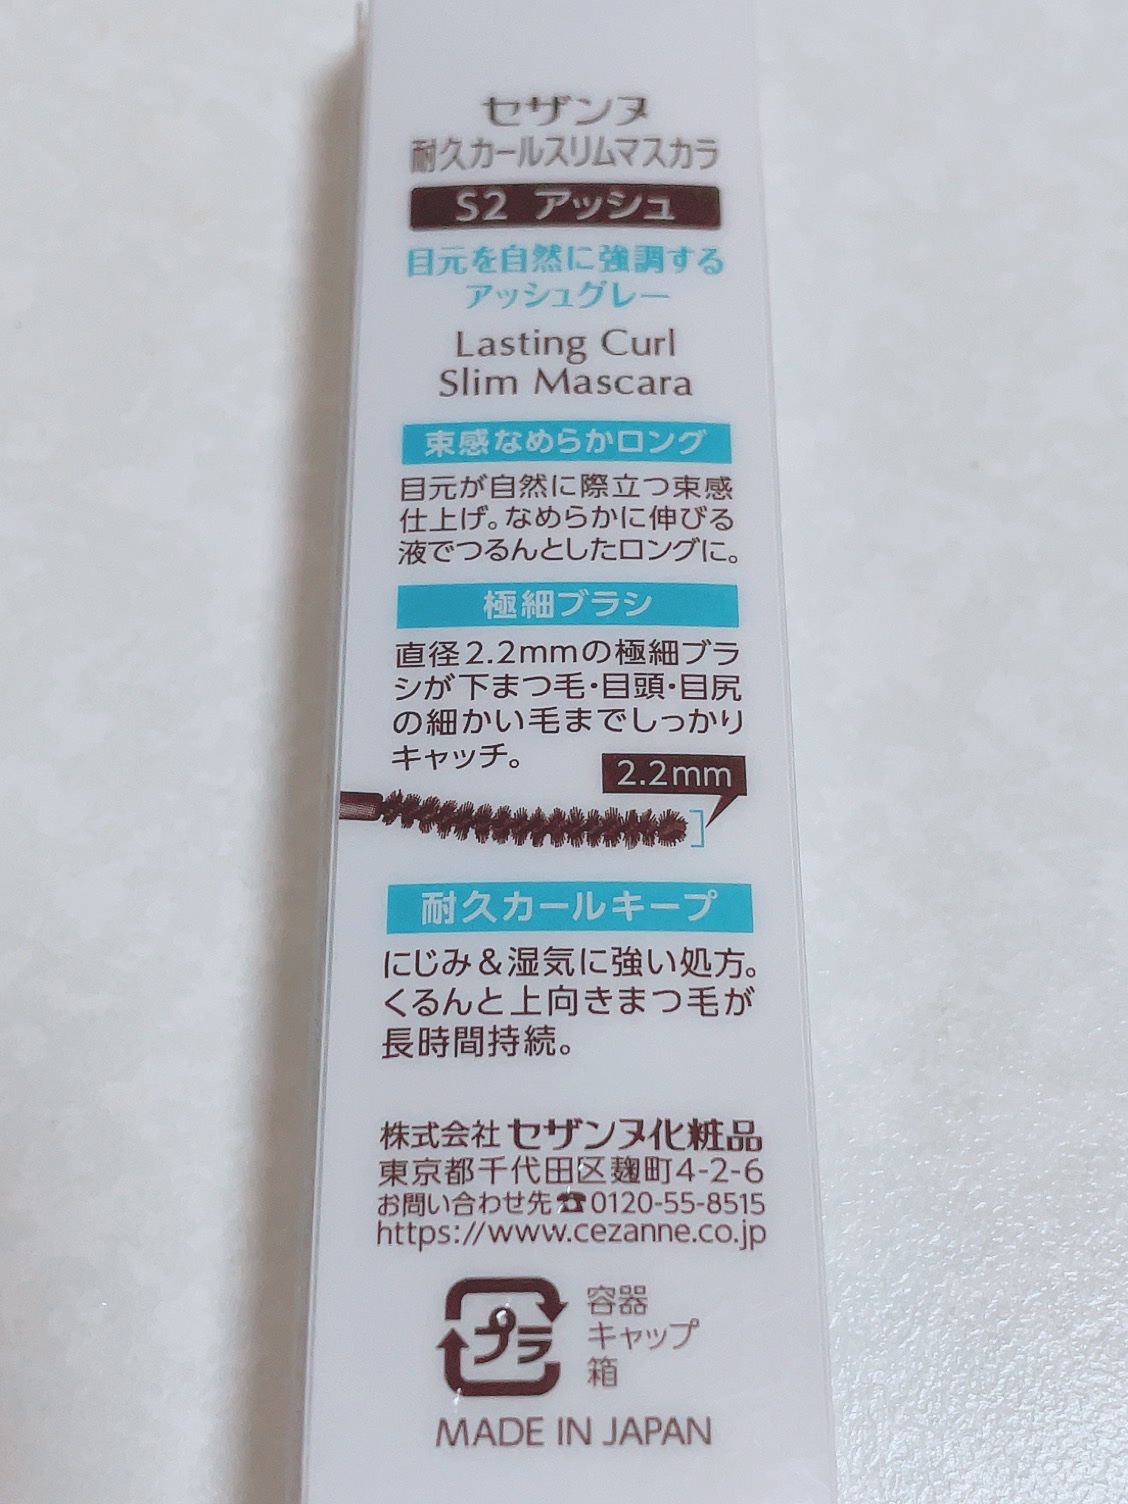 セザンヌ
耐久カールスリムマスカラ
S2 アッシュ
目元を自然に強調する
アッシュグレー
Lasting Curl
Slim Mascara
束感なめらかロング
目元が自然に際立つ束感
仕上げ。なめらかに伸びる
液でつるんとしたロングに。
極細ブラシ
直径2.2mmの極細ブラ
シが下まつ毛・目頭・目尻
の細かい毛までしっかり
キャッチ。
2.2mm
耐久カールキープ
にじみ&湿気に強い処方。
くるんと上向きまつ毛が
長時間持続。
株式会社 セザンヌ化粧品
東京都千代田区麹町4-2-6
お問い合わせ先☎0120-55-8515
https://www.cezanne.co.jp
プラ
容器
キャップ
箱
MADE IN JAPAN